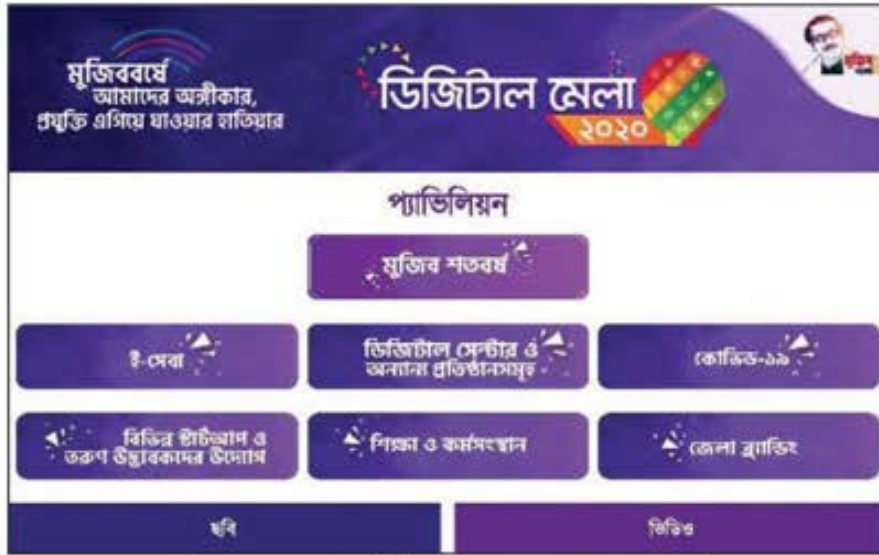 মুজিববর্ষে
আমাদের অঙ্গীকার,
প্রযুক্তি এগিয়ে যাওয়ার হাতিয়ার
ডিজিটাল মেলা
২০২০
মুজিব
প্যাভিলিয়ন
মুজিব শতবর্ষ
ই-সেবা
ডিজিটাল সেন্টার ও
অন্যান্য প্রতিষ্ঠানসমূহ
কোভিড-১৯
বিভিন্ন স্টার্টআপ ও
তরুণ উদ্ভাবকদের উদ্যোগ
শিক্ষা ও কর্মসংস্থান
জেলা ব্র্যান্ডিং
ছবি
ভিডিও